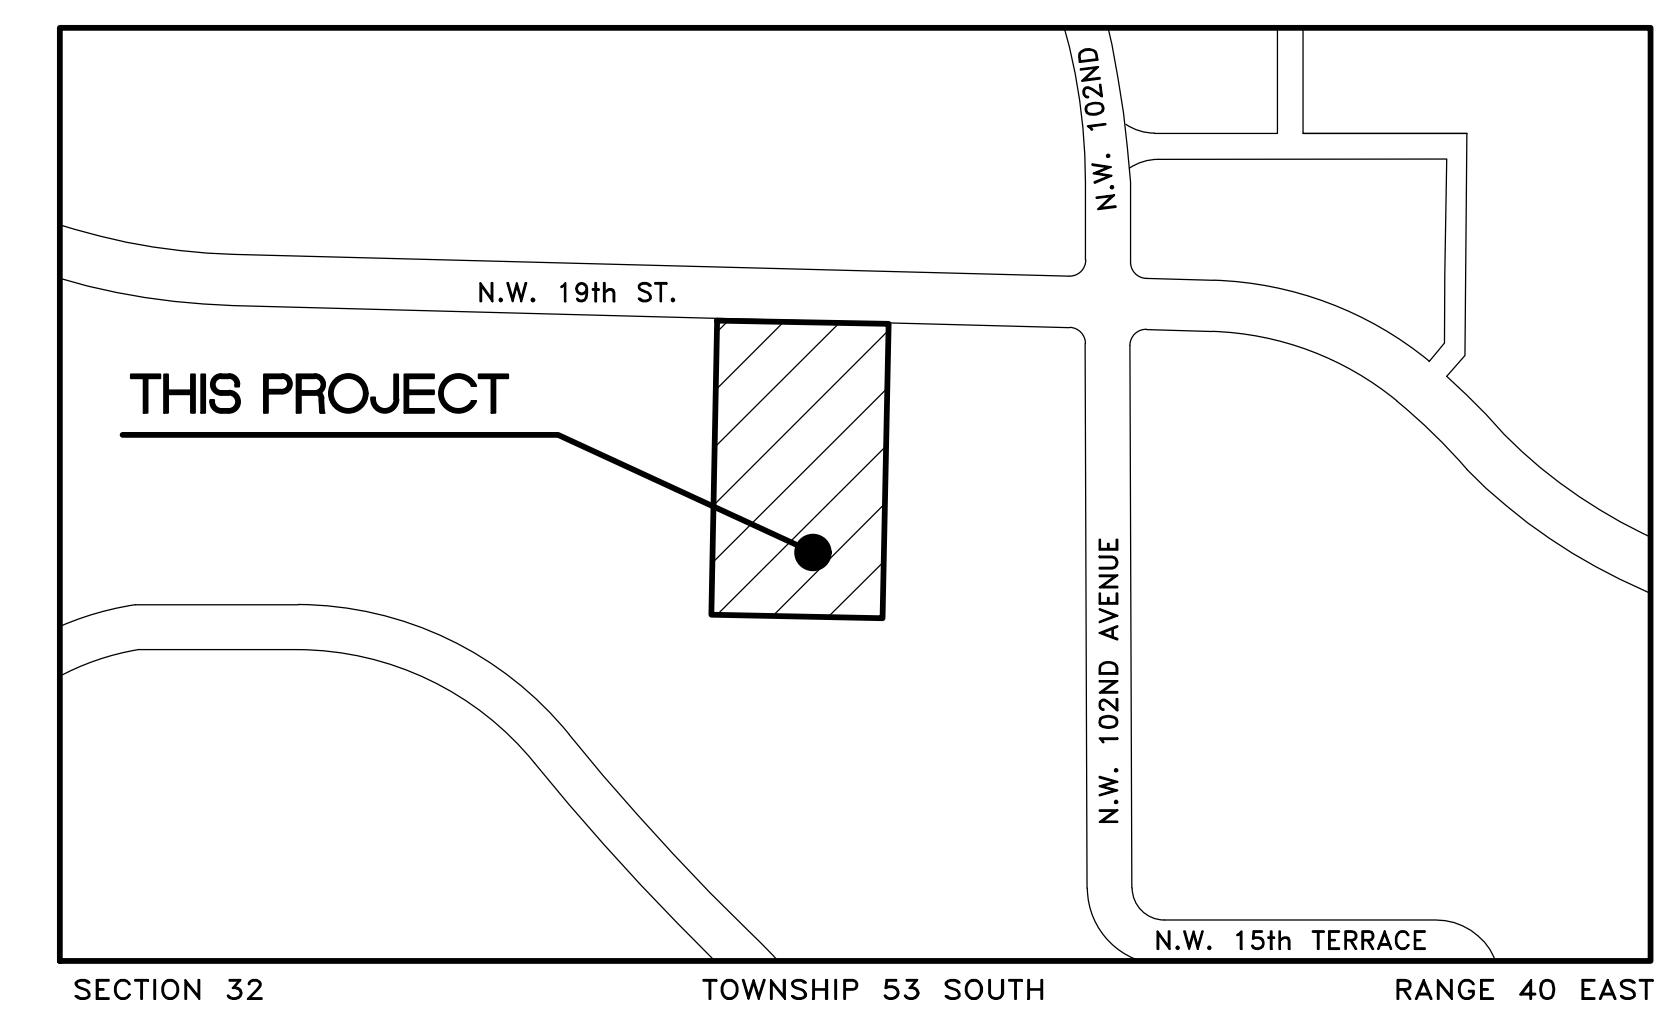 N.W. 102ND
N.W. 19th ST.
THIS PROJECT
N.W. 102ND AVENUE
N.W. 15th TERRACE
SECTION 32
TOWNSHIP 53 SOUTH
RANGE 40 EAST